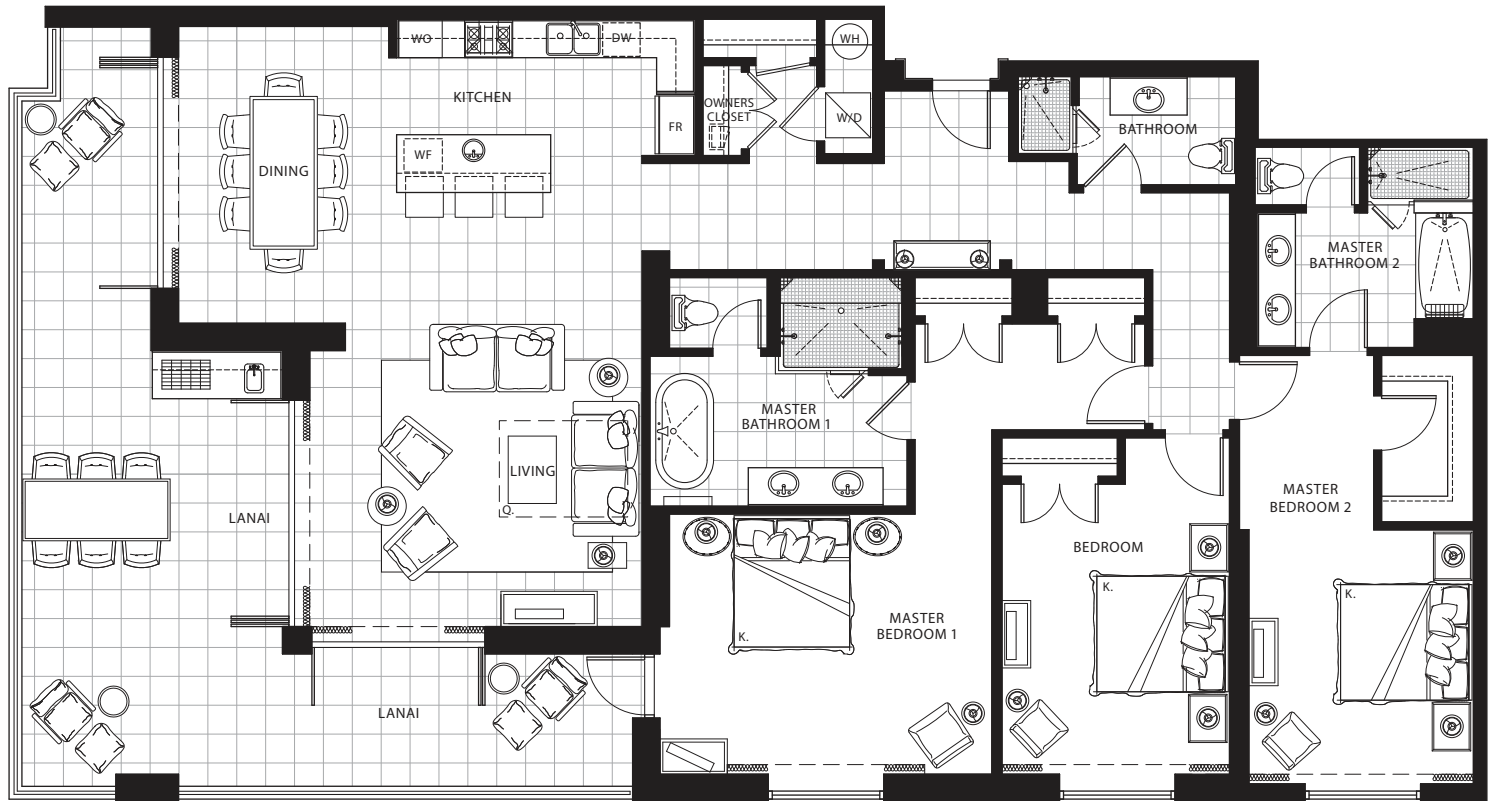 WO
DW
WH
KITCHEN
OWNERS
CLOSET
W/D
FR
BATHROOM
WF
DINING
MASTER
BATHROOM 2
MASTER
BATHROOM 1
LIVING
Q.
LANAI
MASTER
BEDROOM 2
BEDROOM
K.
K.
MASTER
BEDROOM 1
K.
LANAI